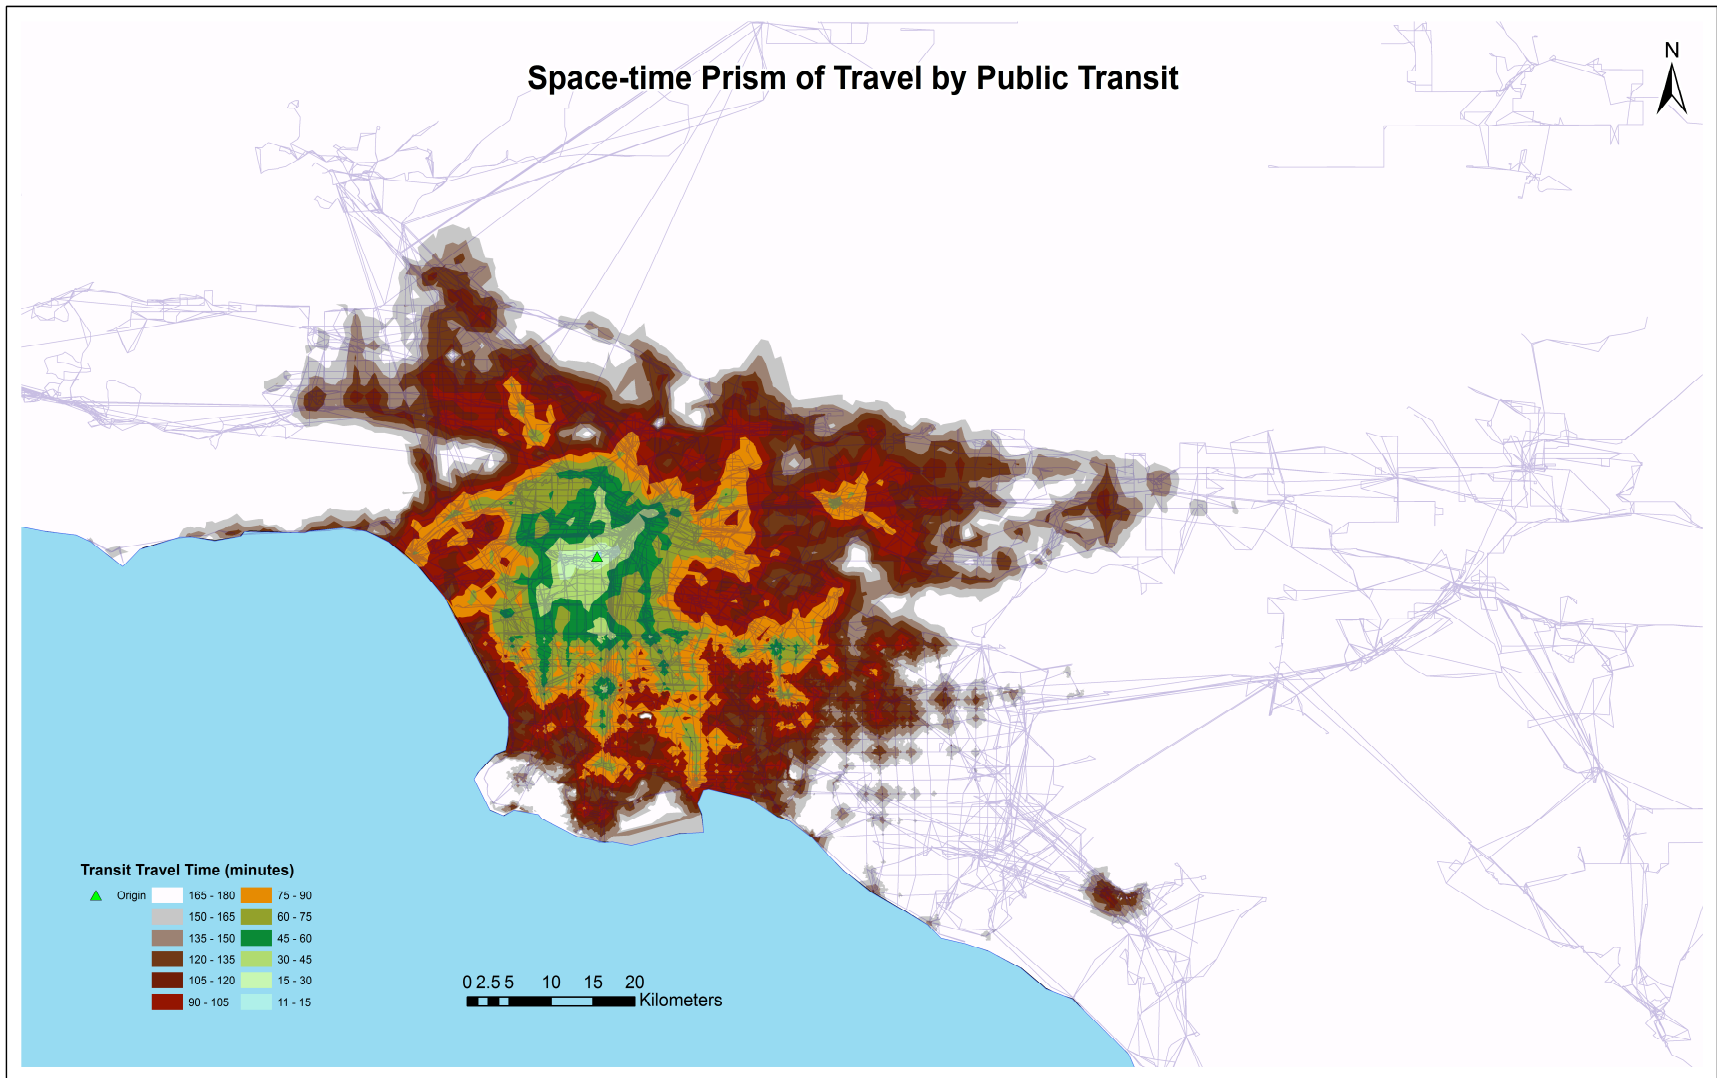 N
Space-time Prism of Travel by Public Transit
Transit Travel Time (minutes)
Origin 165 - 180 75 - 90
150 - 165 60 - 75
135 - 150 45 - 60
120 - 135 30 - 45
105 - 120 15 - 30
90 - 105 11 - 15
0 2.5 5 10 15 20
Kilometers